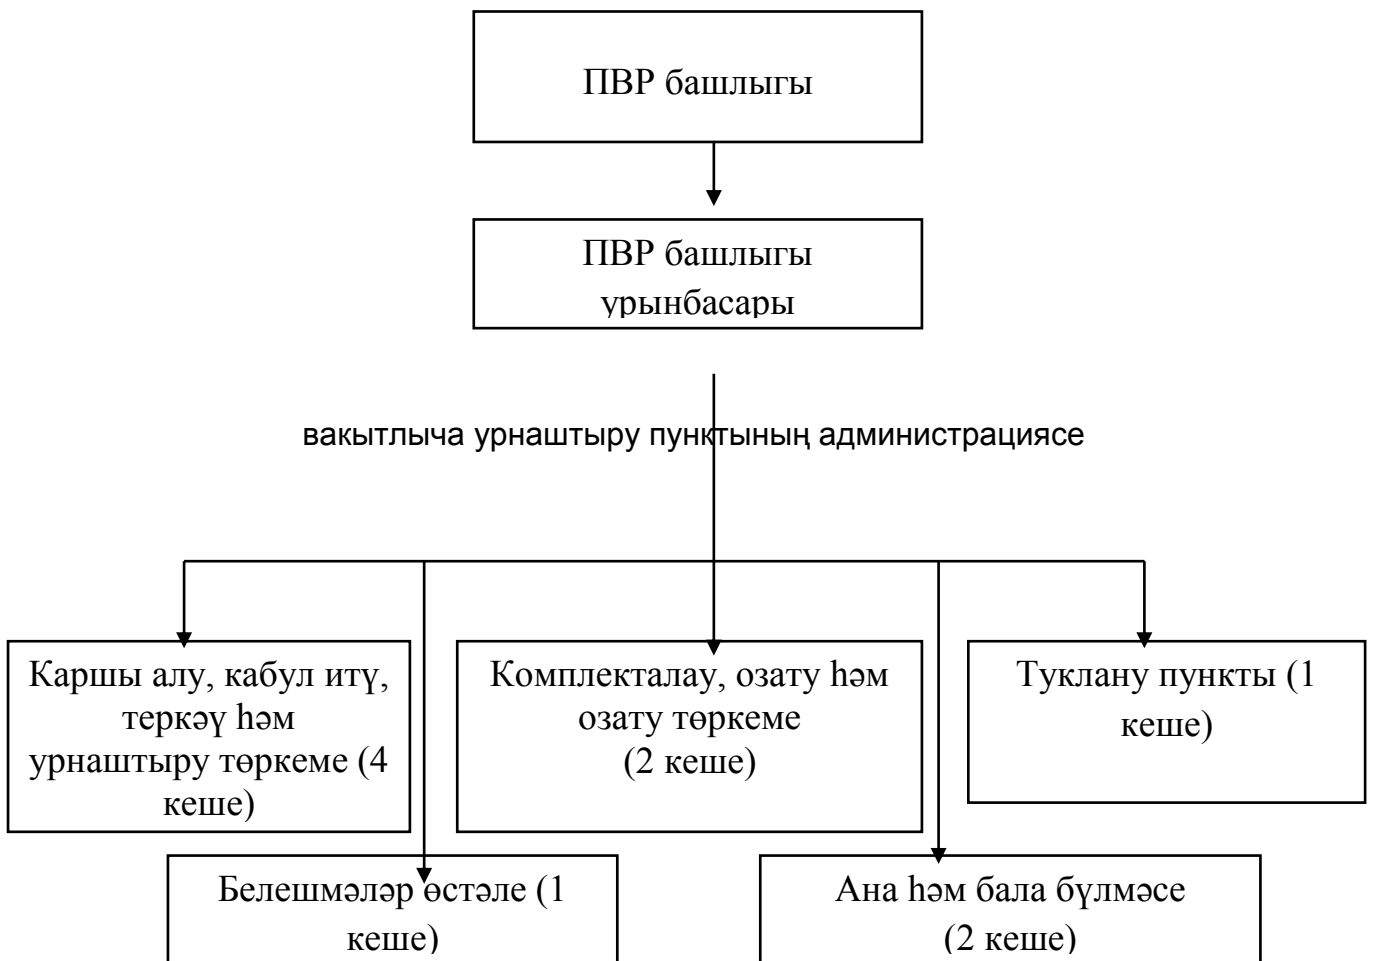 ПВР башлыгы
ПВР башлыгы
урынбасары
вакытлыча урнаштыру пунктының администрациясе
Каршы алу, кабул итү,
теркәү һәм
урнаштыру төркеме (4
кеше)
Комплекталау, озату һәм
озату төркеме
(2 кеше)
Туклану пункты (1
кеше)
Белешмәләр өстәле (1
кеше)
Ана һәм бала бүлмәсе
(2 кеше)